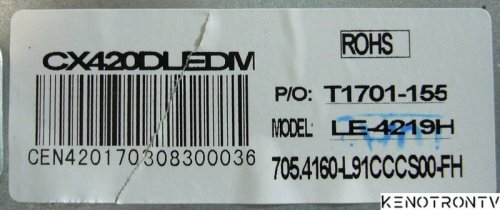 CX420DLEDM
ROHS
P/O: T1701-155
MODEL: LE-4219H
CEN420170308300036
705.4160-L91CCCS00-FH
KENOTRONTV